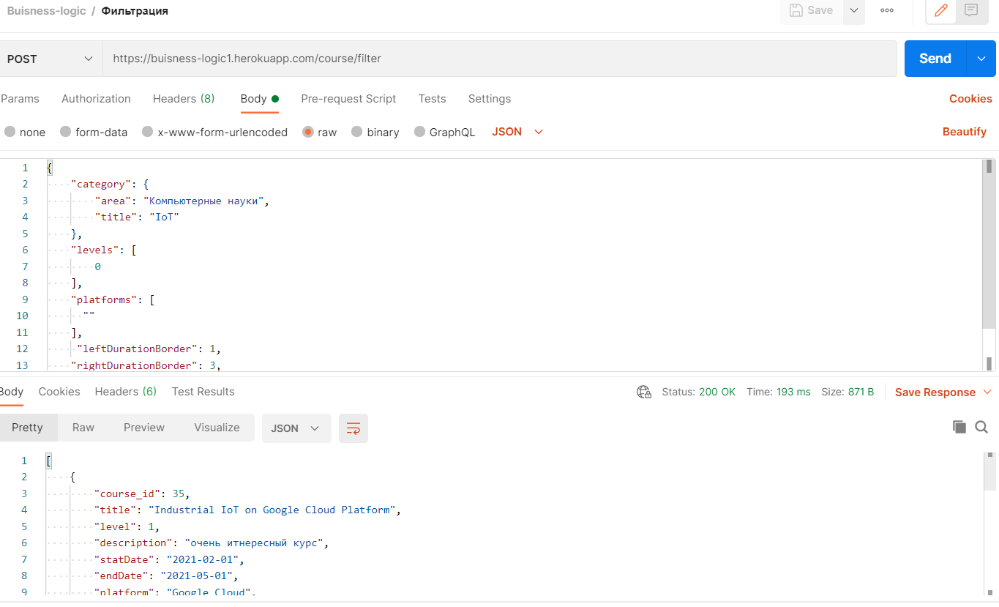 Buisness-logic / Фильтрация
Save
POST https://buisness-logic1.herokuapp.com/course/filter Send
Params Authorization Headers (8) Body Pre-request Script Tests Settings Cookies
none form-data x-www-form-urlencoded raw binary GraphQL JSON Beautify
1 {
2 "category": {
3 "area": "Компьютерные науки",
4 "title": "IoT"
5 },
6 "levels": [
7 0
8 ],
9 "platforms": [
10 ""
11 ],
12 "leftDurationBorder": 1,
13 "rightDurationBorder": 3,
Body Cookies Headers (6) Test Results Status: 200 OK Time: 193 ms Size: 871 B Save Response
Pretty Raw Preview Visualize JSON
1 [
2 {
3 "course_id": 35,
4 "title": "Industrial IoT on Google Cloud Platform",
5 "level": 1,
6 "description": "очень итнересный курс",
7 "statDate": "2021-02-01",
8 "endDate": "2021-05-01",
9 "platform": "Google Cloud",